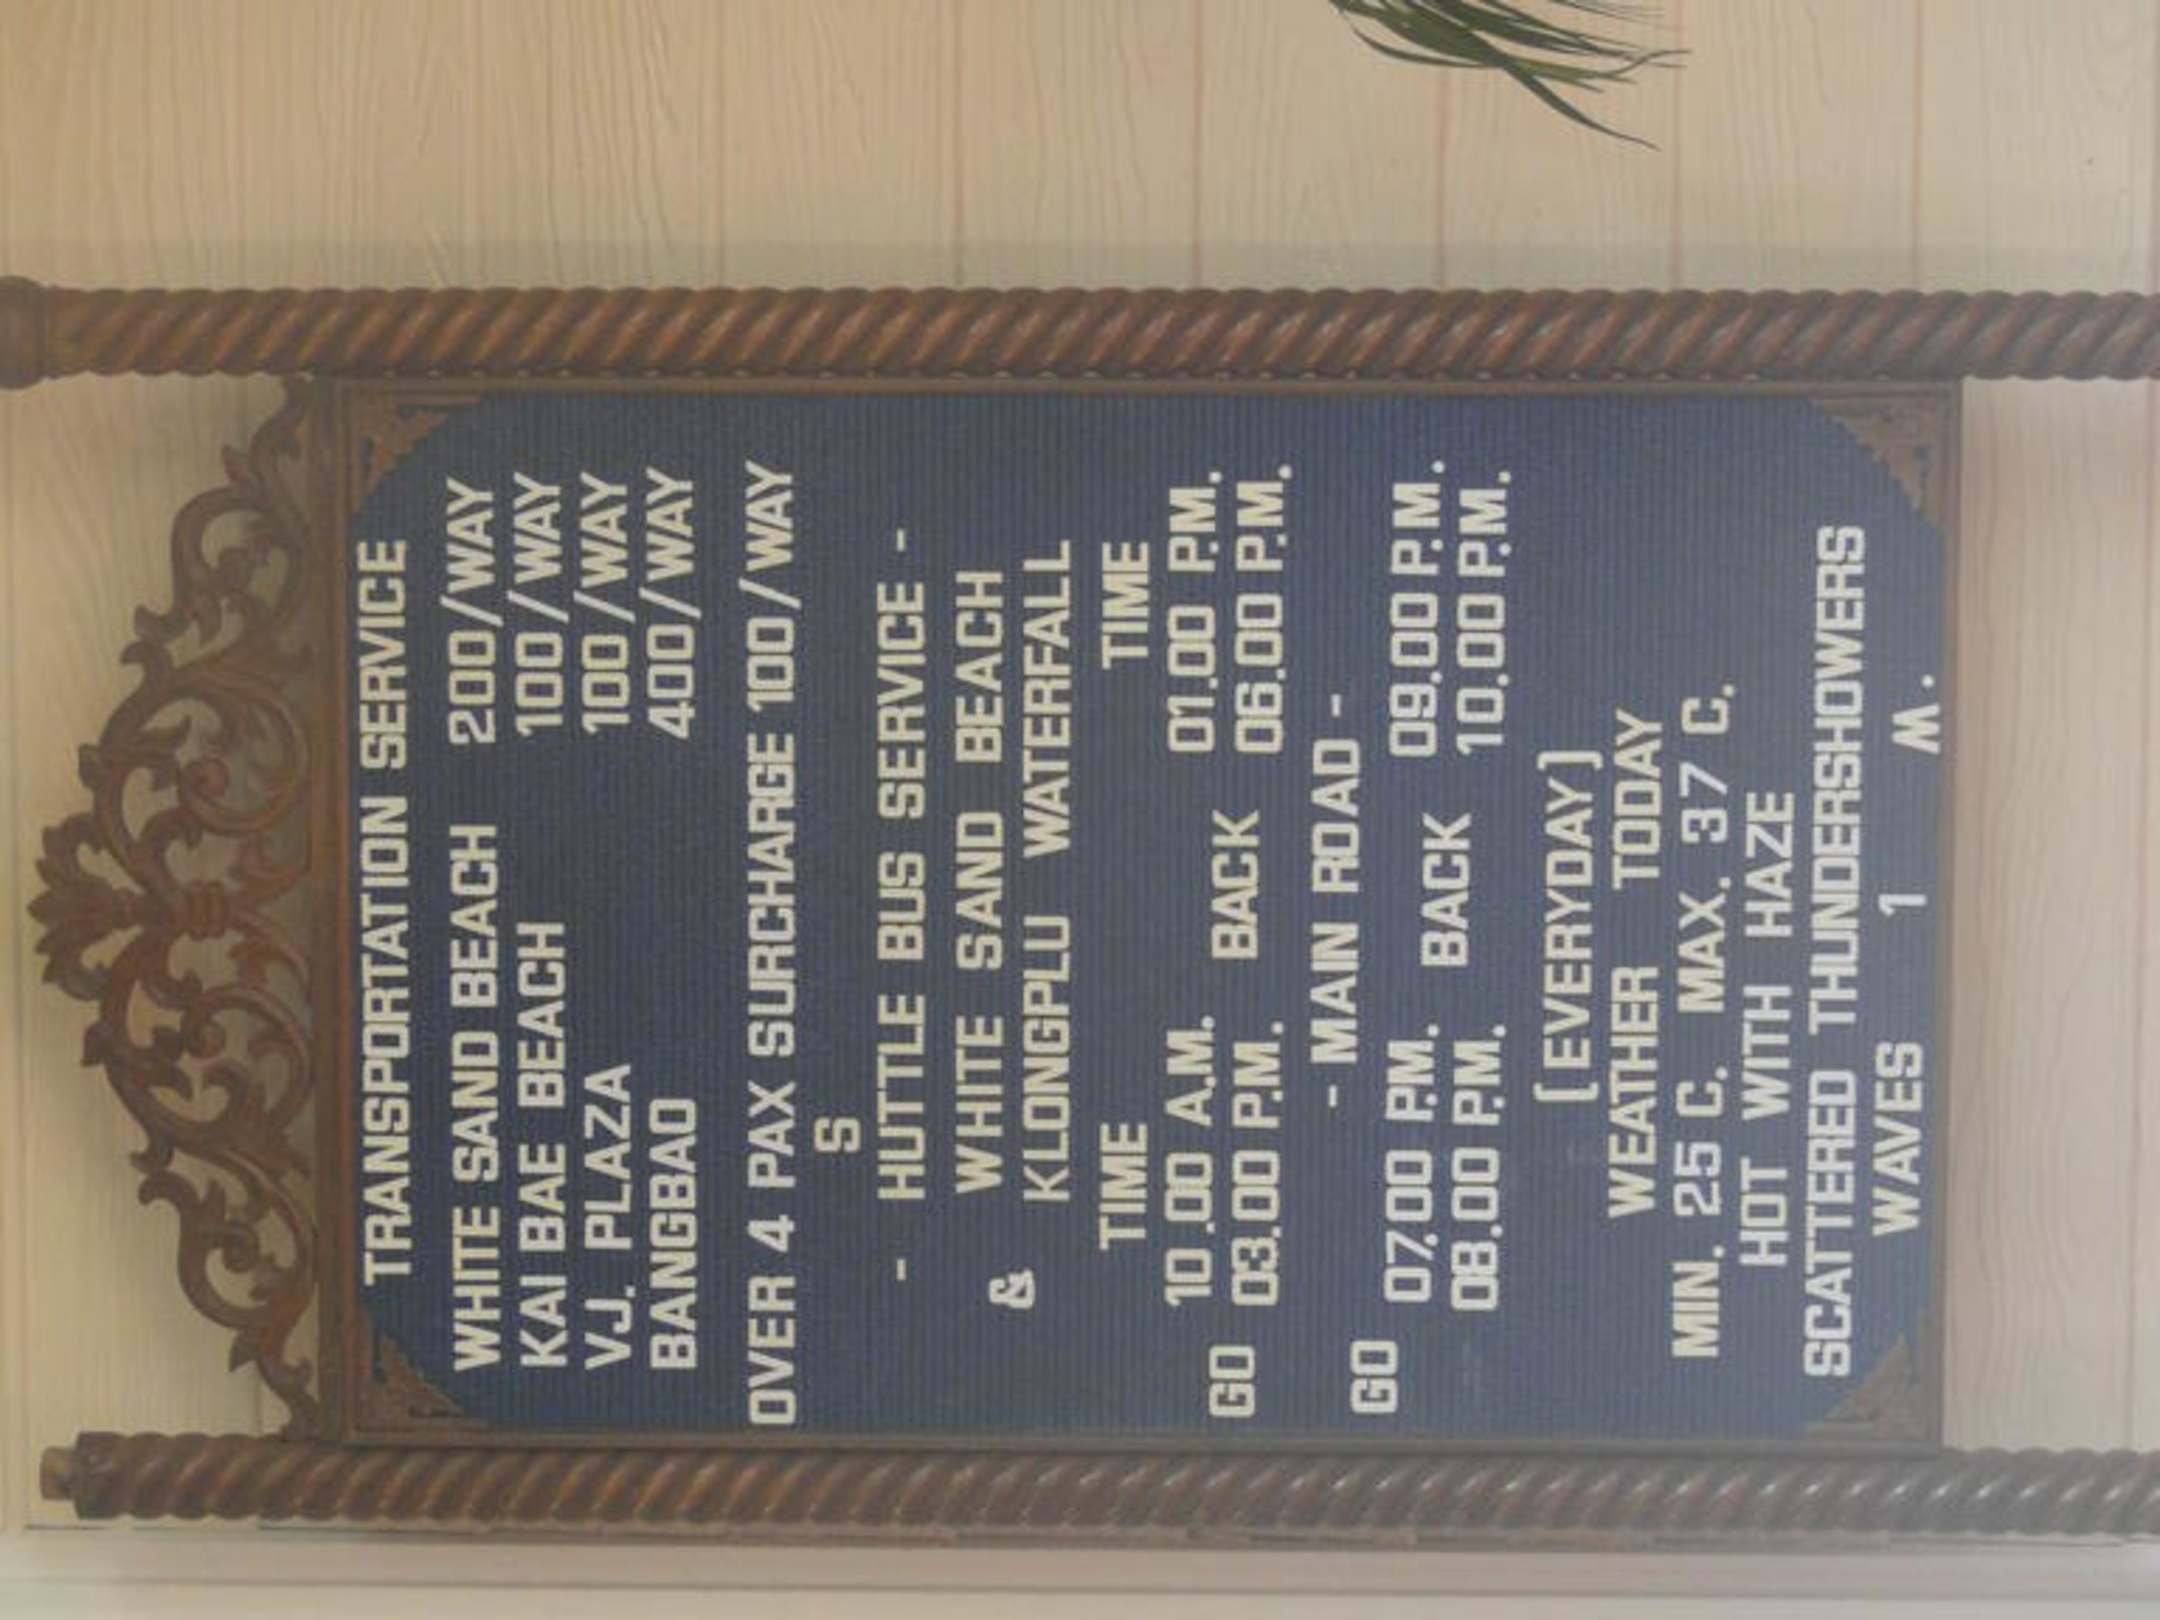 TRANSPORTATION SERVICE
WHITE SAND BEACH 200/WAY
KAI BAE BEACH 100/WAY
V.J. PLAZA 100/WAY
BANGBAO 400/WAY
OVER 4 PAX SURCHARGE 100/WAY
S
- HUTTLE BUS SERVICE -
WHITE SAND BEACH
&
KLONGPLU WATERFALL
TIME TIME
10.00 A.M. 01.00 P.M.
GO BACK
03.00 P.M. 06.00 P.M.
- MAIN ROAD -
GO 07.00 P.M. 09.00 P.M.
BACK
08.00 P.M. 10.00 P.M.
(EVERYDAY)
WEATHER TODAY
MIN. 25 C. MAX. 37 C.
HOT WITH HAZE
SCATTERED THUNDERSHOWERS
WAVES 1 M.